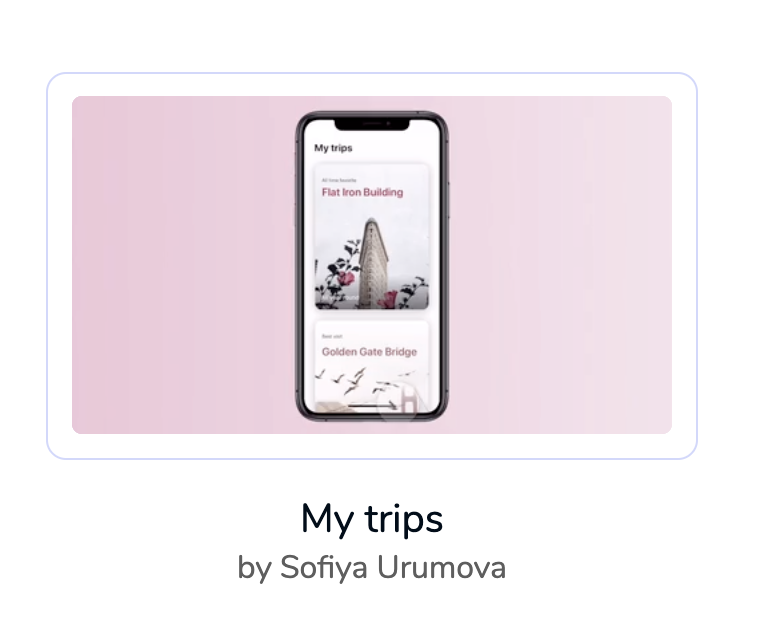 My trips
All time favorite
Flat Iron Building
Best visit
Golden Gate Bridge
My trips
by Sofiya Urumova